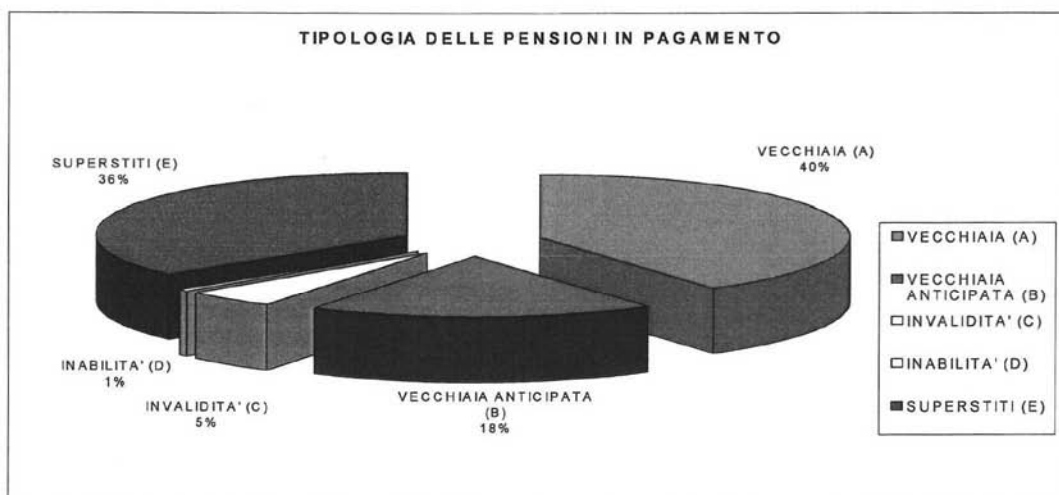 TIPOLOGIA DELLE PENSIONI IN PAGAMENTO
SUPERSTITI (E)
36%
VECCHIAIA (A)
40%
INABILITA' (D)
1%
INVALIDITA' (C)
5%
VECCHIAIA ANTICIPATA
(B)
18%
VECCHIAIA (A)
VECCHIAIA
ANTICIPATA (B)
INVALIDITA' (C)
INABILITA' (D)
SUPERSTITI (E)